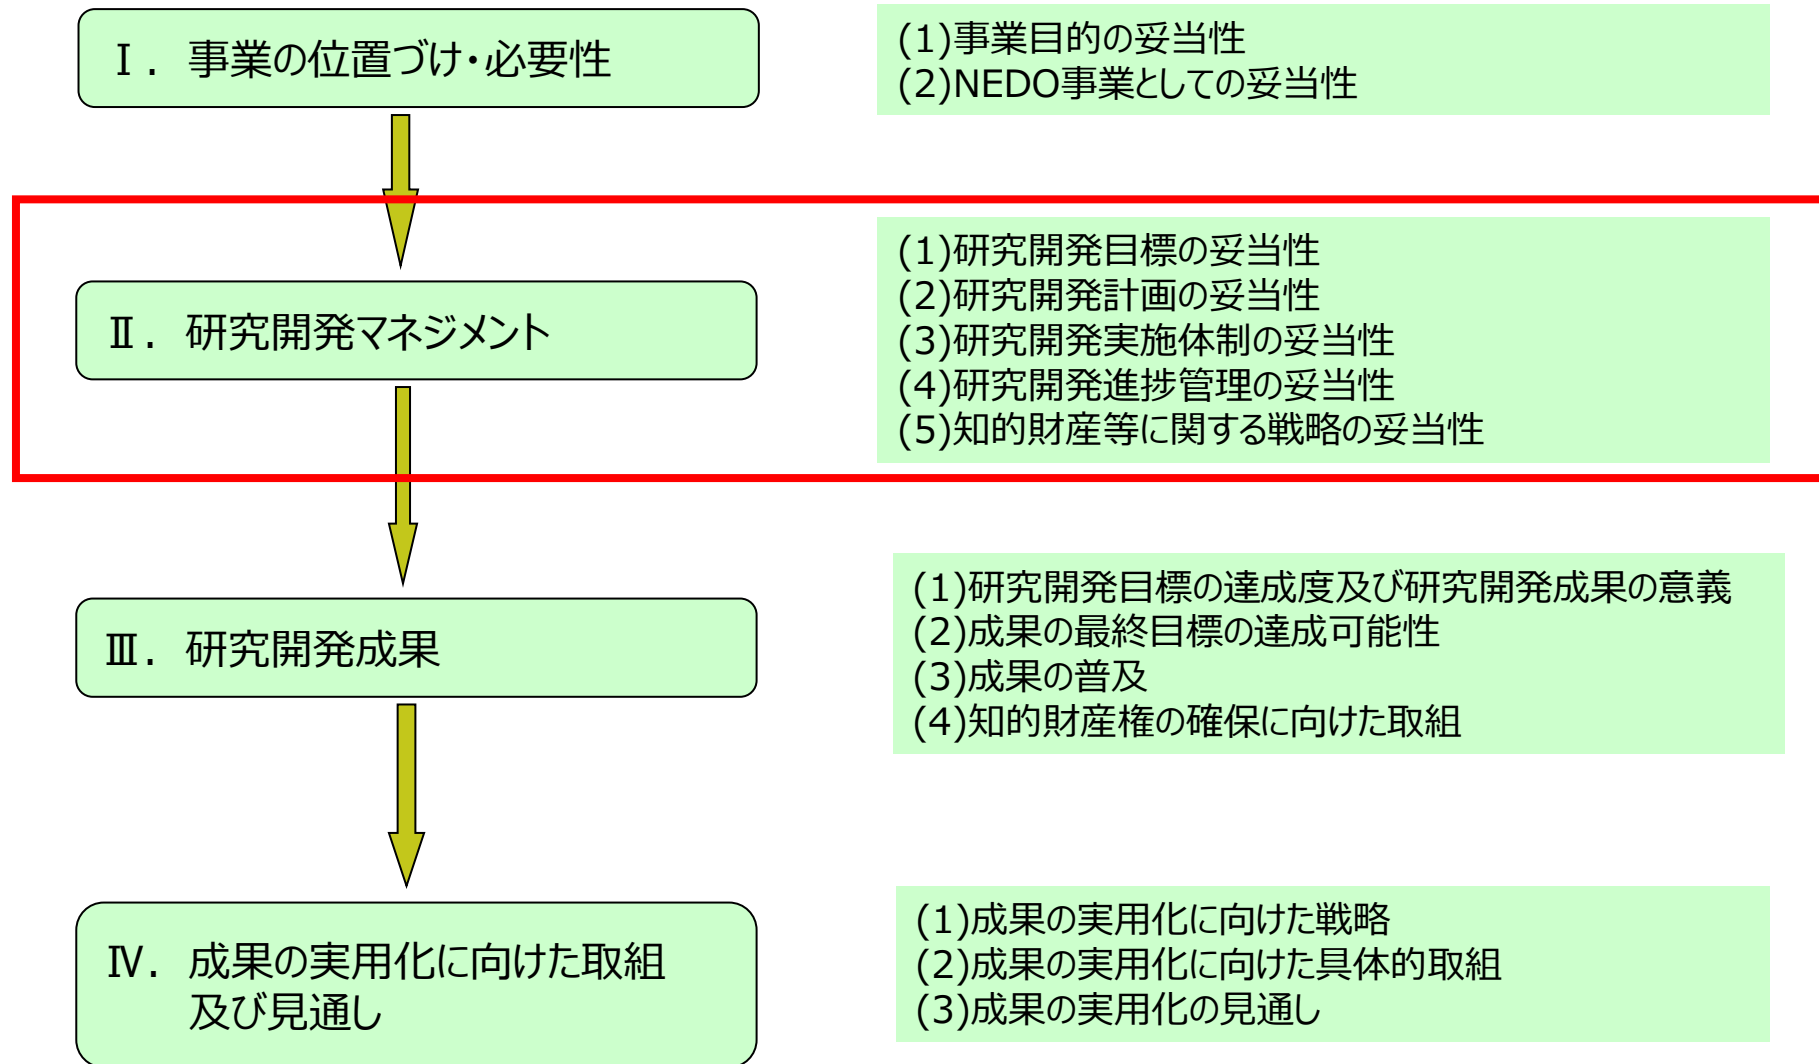 Ⅰ. 事業の位置づけ・必要性
(1)事業目的の妥当性
(2)NEDO事業としての妥当性
Ⅱ. 研究開発マネジメント
(1)研究開発目標の妥当性
(2)研究開発計画の妥当性
(3)研究開発実施体制の妥当性
(4)研究開発進捗管理の妥当性
(5)知的財産等に関する戦略の妥当性
Ⅲ. 研究開発成果
(1)研究開発目標の達成度及び研究開発成果の意義
(2)成果の最終目標の達成可能性
(3)成果の普及
(4)知的財産権の確保に向けた取組
Ⅳ. 成果の実用化に向けた取組
及び見通し
(1)成果の実用化に向けた戦略
(2)成果の実用化に向けた具体的取組
(3)成果の実用化の見通し